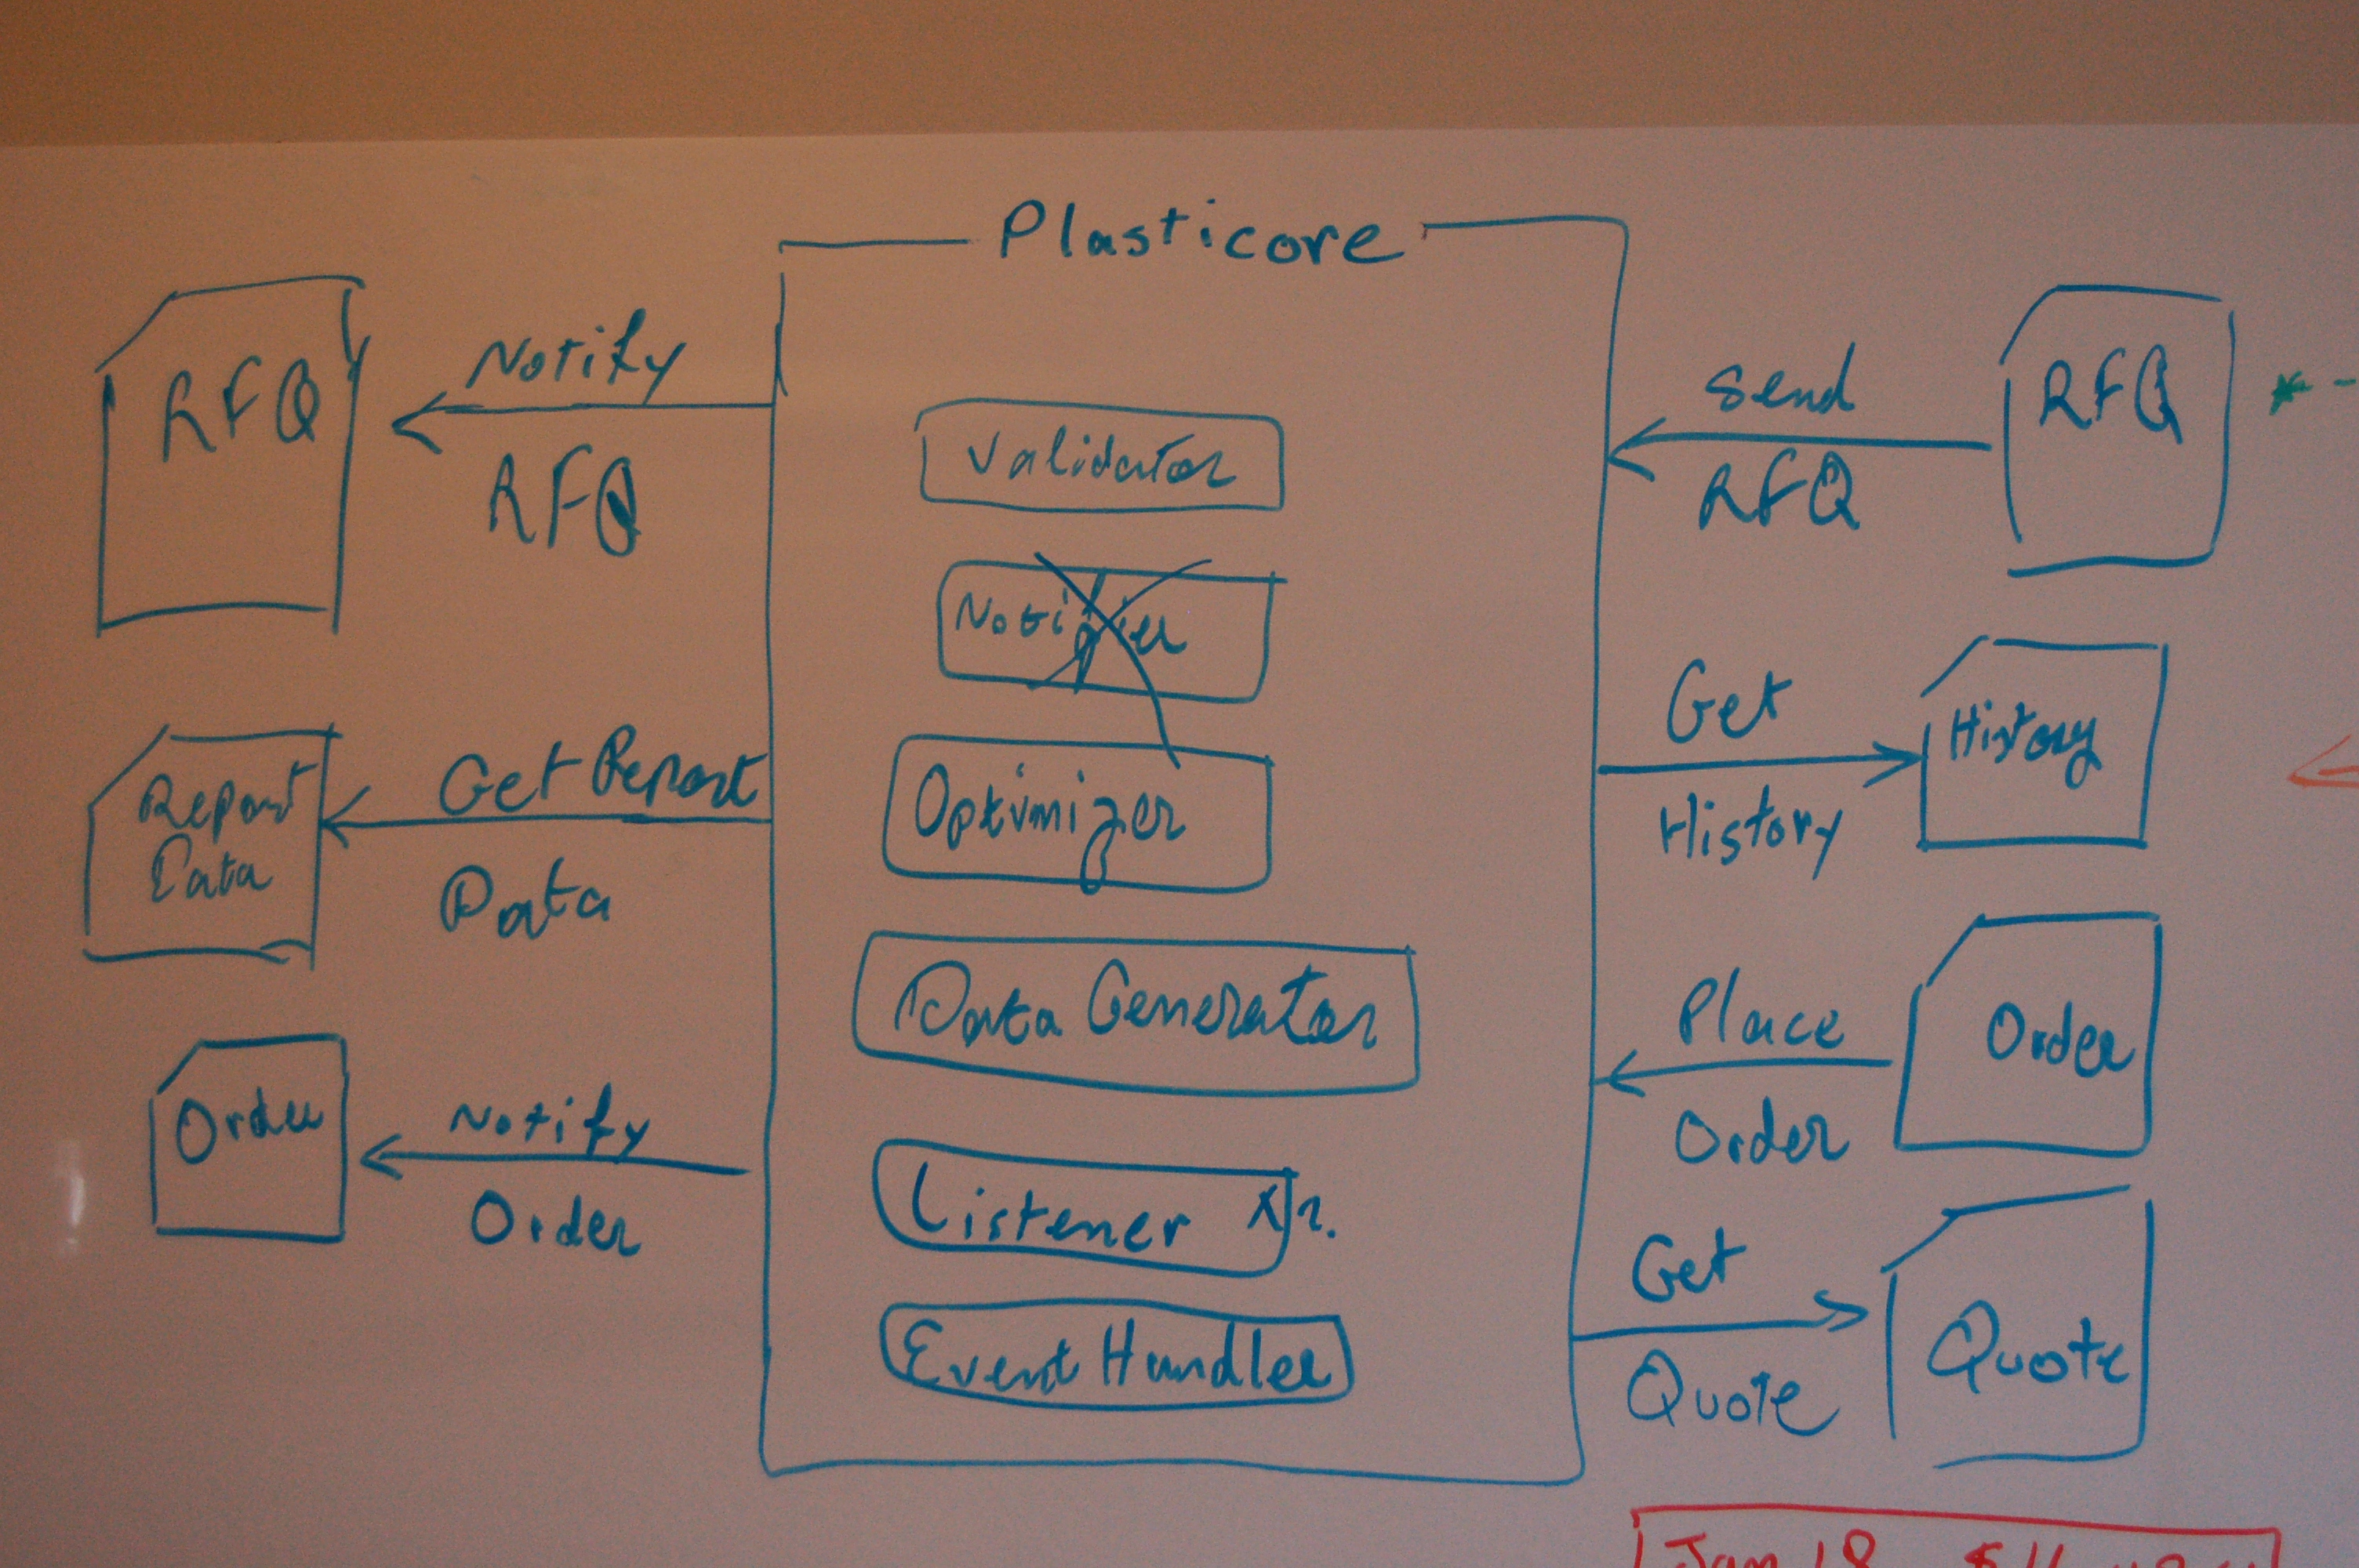 Plasticore
RFQ
Notify
RFQ
Report
Data
Get Report
Data
Order
Notify
Order
Validator
Notifier
Optimizer
Data Generator
Listener x2.
Event Handler
Send
RFQ
RFQ
Get
History
History
Place
Order
Order
Get
Quote
Quote
Jan 18